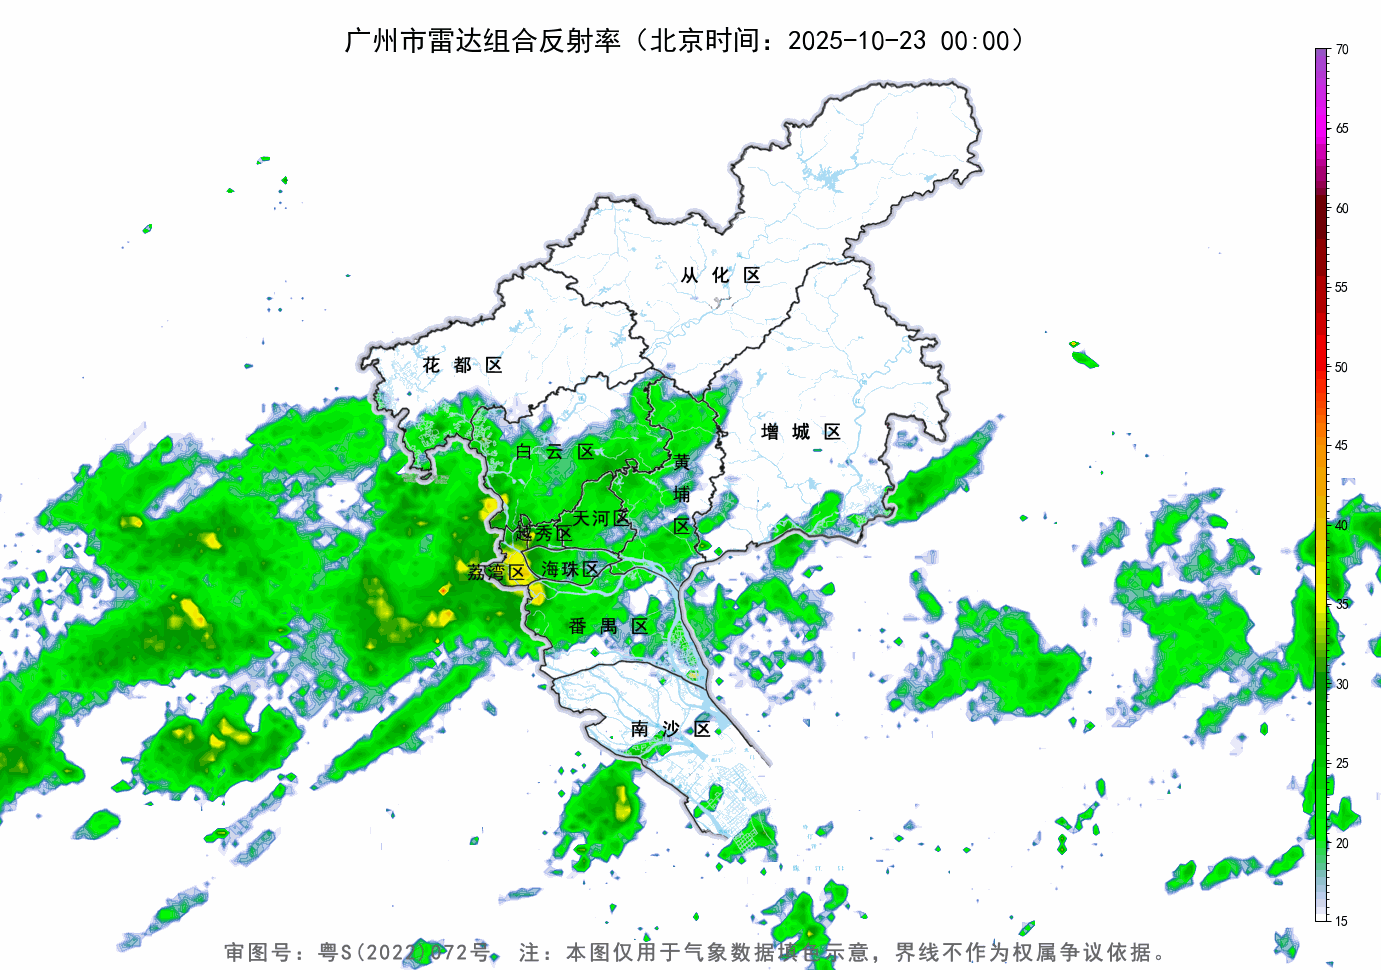 广州市雷达组合反射率（北京时间：2025-10-23 00:00）
70
65
60
55
50
45
40
35
30
25
20
15
从 化 区
花 都 区
增 城 区
白 云 区
黄
埔
区
天河区
越秀区
荔湾区
海珠区
番 禺 区
南 沙 区
审图号：粤S(2022)072号 注：本图仅用于气象数据填色示意，界线不作为权属争议依据。